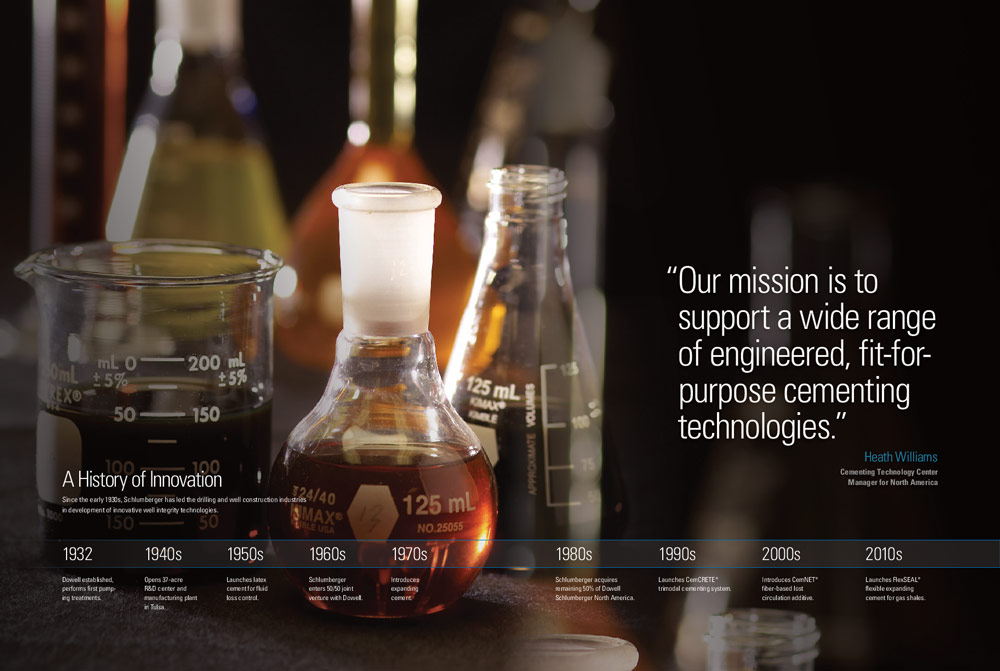 mL 0 200 mL
± 5% ± 5%
50 150
100 100
150 50
125 mL
KIMAX®
APPROXIMATE VOLUMES
125
100
75
50
24/40
KIMAX®
KIMBLE USA
125 mL
NO. 25055
“Our mission is to
support a wide range
of engineered, fit-for-
purpose cementing
technologies.”
Heath Williams
Cementing Technology Center
Manager for North America
A History of Innovation
Since the early 1930s, Schlumberger has led the drilling and well construction industries
in development of innovative well integrity technologies.
1932
Dowell established,
performs first pump-
ing treatments.
1940s
Opens 37-acre
R&D center and
manufacturing plant
in Tulsa.
1950s
Launches latex
cement for fluid
loss control.
1960s
Schlumberger
enters 50/50 joint
venture with Dowell.
1970s
Introduces
expanding
cement.
1980s
Schlumberger acquires
remaining 50% of Dowell
Schlumberger North America.
1990s
Launches CemCRETE*
trimodal cementing system.
2000s
Introduces CemNET*
fiber-based lost
circulation additive.
2010s
Launches FlexSEAL*
flexible expanding
cement for gas shales.